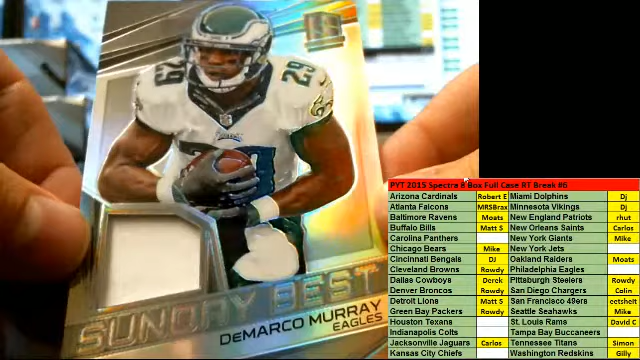 29
29
29
SUNDAY BEST
DeMARCO MURRAY
EAGLES
PYT 2015 Spectra 8 Box Full Case RT Break #6
Arizona Cardinals Robert E Miami Dolphins Dj
Atlanta Falcons MRSBrax Minnesota Vikings Dj
Baltimore Ravens Moats New England Patriots rhut
Buffalo Bills Matt S New Orleans Saints Carlos
Carolina Panthers New York Giants Mike
Chicago Bears Mike New York Jets
Cincinnati Bengals DJ Oakland Raiders Moats
Cleveland Browns Rowdy Philadelphia Eagles
Dallas Cowboys Derek Pittsburgh Steelers Rowdy
Denver Broncos Rowdy San Diego Chargers Colin
Detroit Lions Matt S San Francisco 49ers eetshelt
Green Bay Packers Rowdy Seattle Seahawks Mike
Houston Texans St. Louis Rams David C
Indianapolis Colts Tampa Bay Buccaneers
Jacksonville Jaguars Carlos Tennessee Titans Simon
Kansas City Chiefs Washington Redskins Gilly